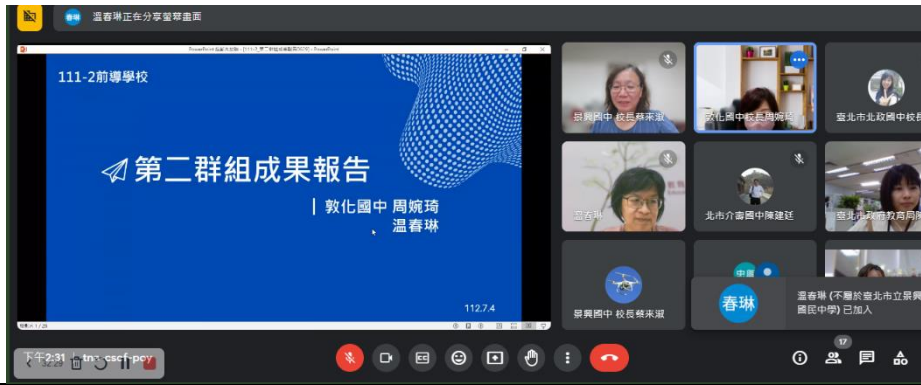 春琳
溫春琳正在分享螢幕畫面
111-2前導學校
第二群組成果報告
| 敦化國中 周婉琦
溫春琳
112.7.4
景興國中 校長蔡來淑
敦化國中校長周婉琦
臺北市北政國中校長
溫春琳
北市介壽國中陳建廷
臺北市政府教育局陳
景興國中 校長蔡來淑
春琳
溫春琳 (不屬於臺北市立景興
國民中學) 已加入
下午2:31
17